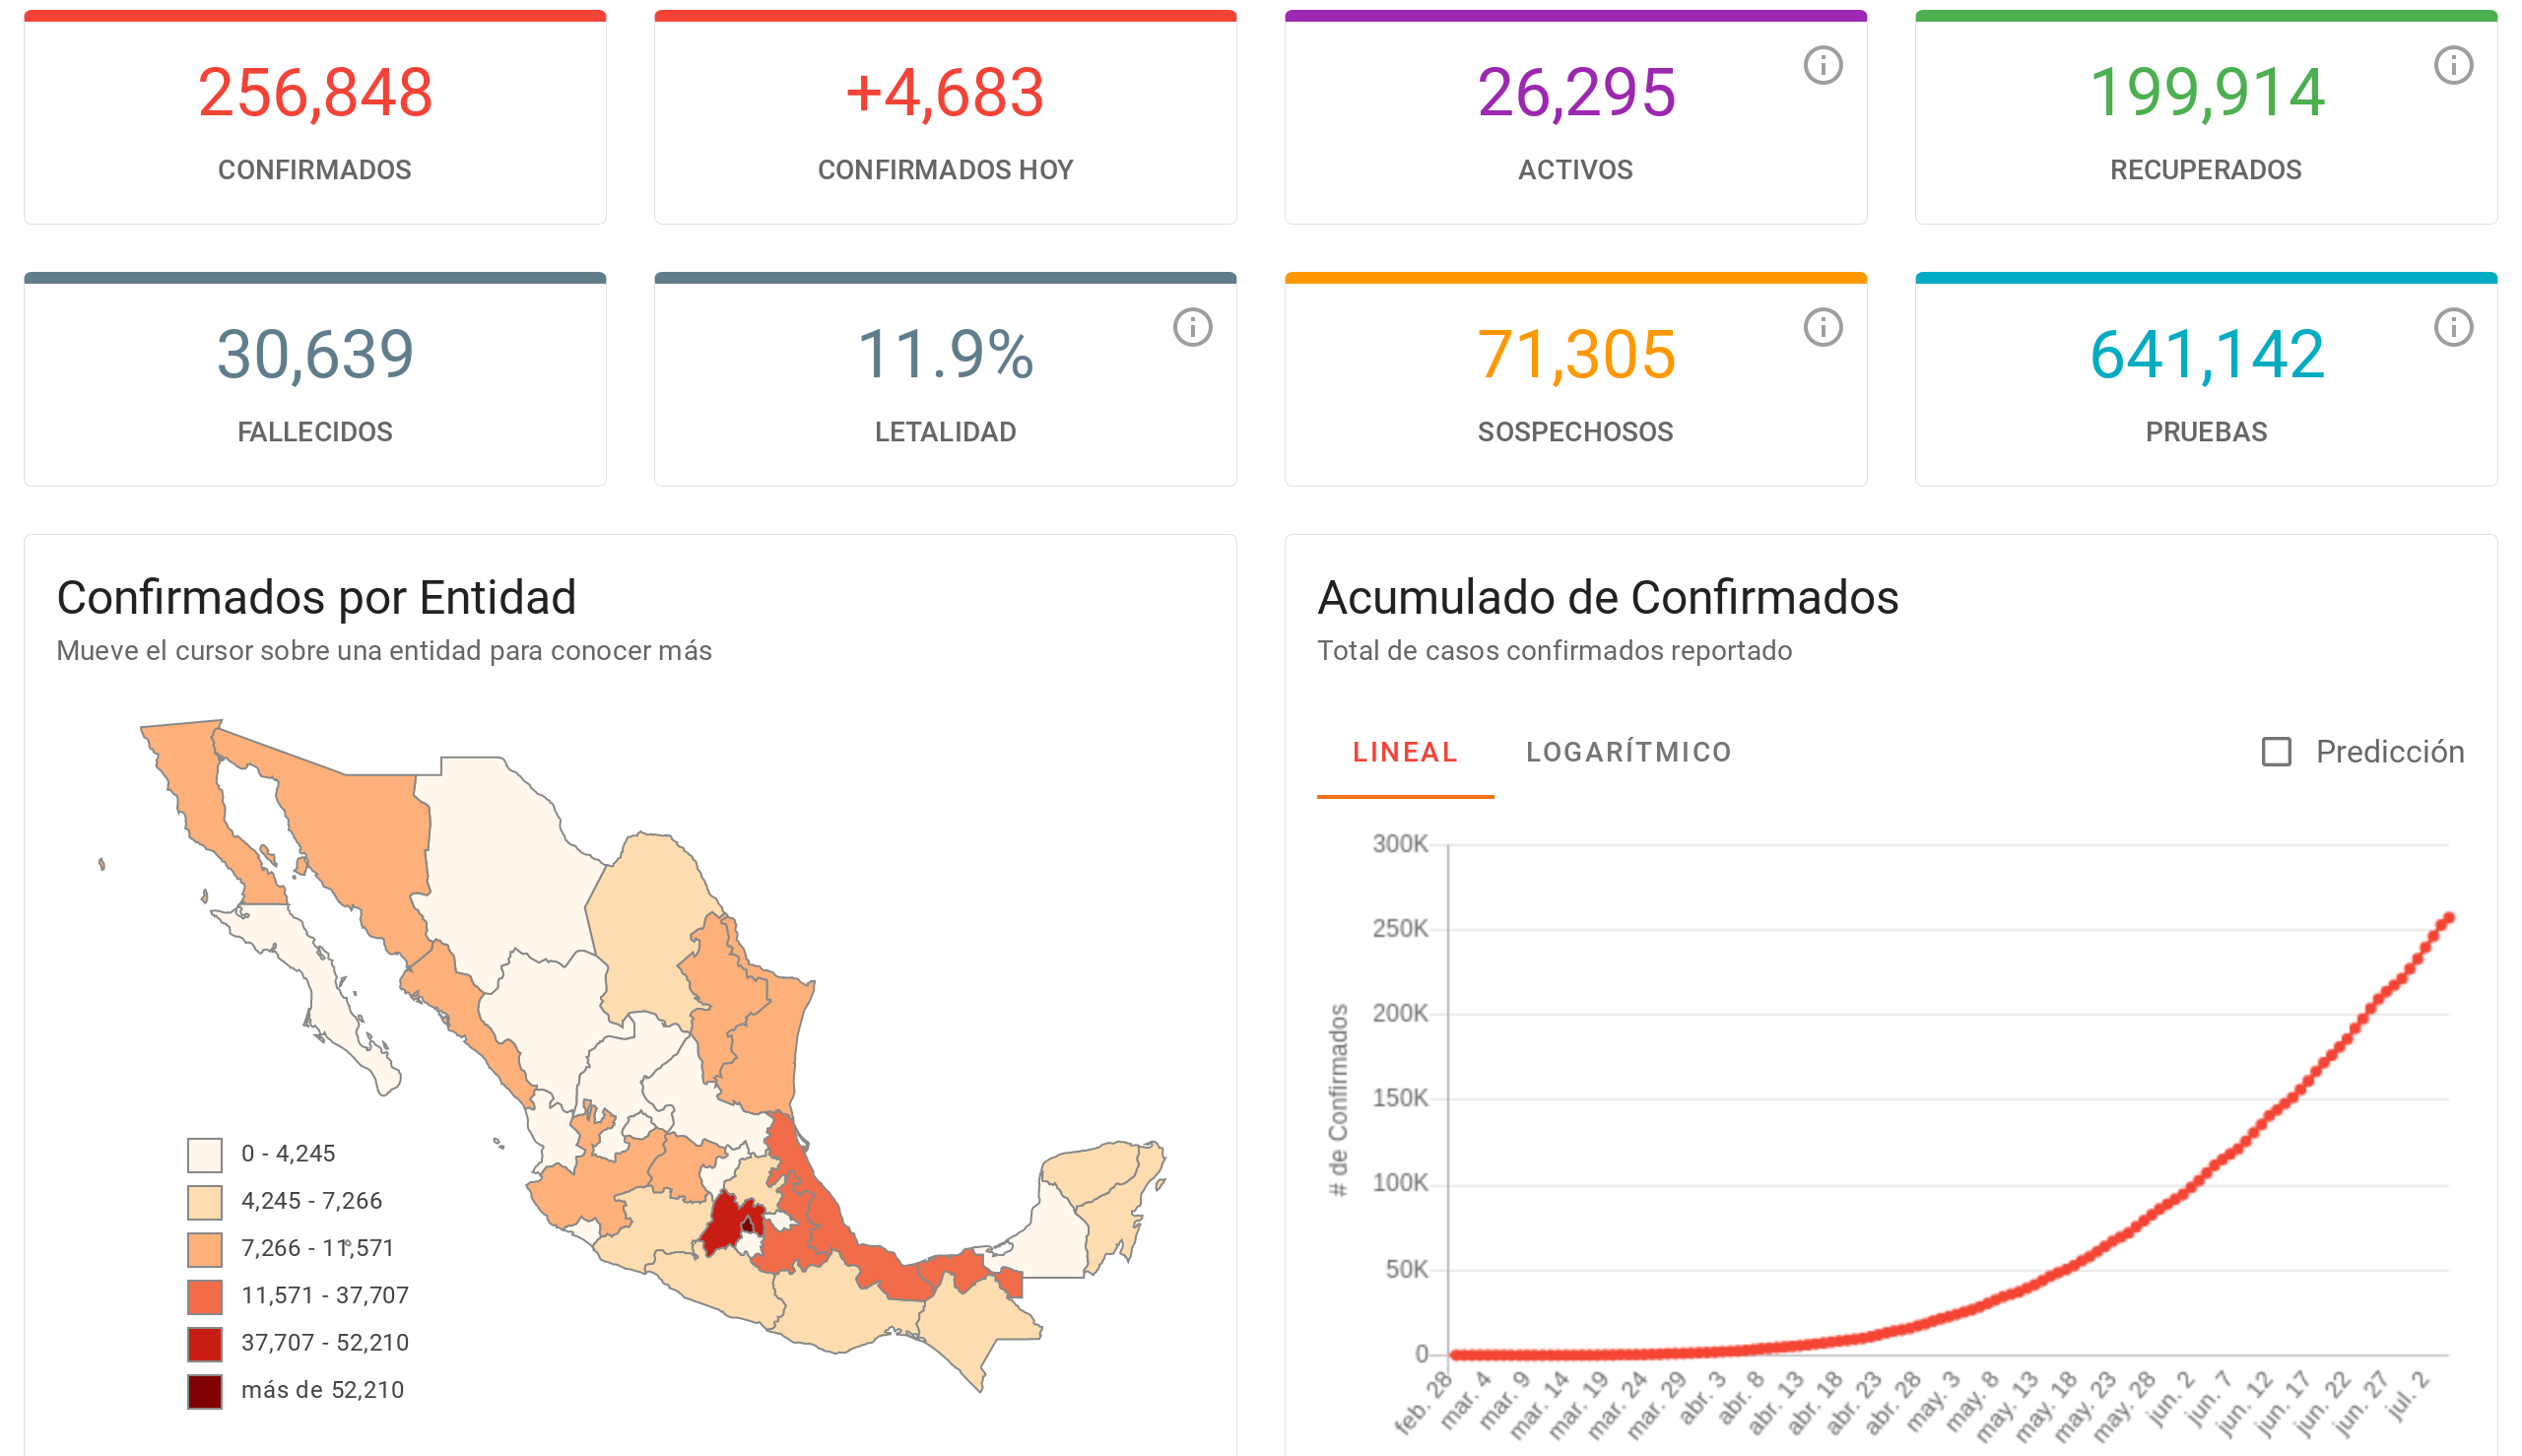 256,848
CONFIRMADOS
+4,683
CONFIRMADOS HOY
26,295
ACTIVOS
199,914
RECUPERADOS
30,639
FALLECIDOS
11.9%
LETALIDAD
71,305
SOSPECHOSOS
641,142
PRUEBAS
Confirmados por Entidad
Mueve el cursor sobre una entidad para conocer más
0 - 4,245
4,245 - 7,266
7,266 - 11,571
11,571 - 37,707
37,707 - 52,210
más de 52,210
Acumulado de Confirmados
Total de casos confirmados reportado
LINEAL
LOGARÍTMICO
Predicción
# de Confirmados
300K
250K
200K
150K
100K
50K
0
feb. 28
mar. 4
mar. 9
mar. 14
mar. 19
mar. 24
mar. 29
abr. 3
abr. 8
abr. 13
abr. 18
abr. 23
abr. 28
may. 3
may. 8
may. 13
may. 18
may. 23
may. 28
jun. 2
jun. 7
jun. 12
jun. 17
jun. 22
jun. 27
jul. 2